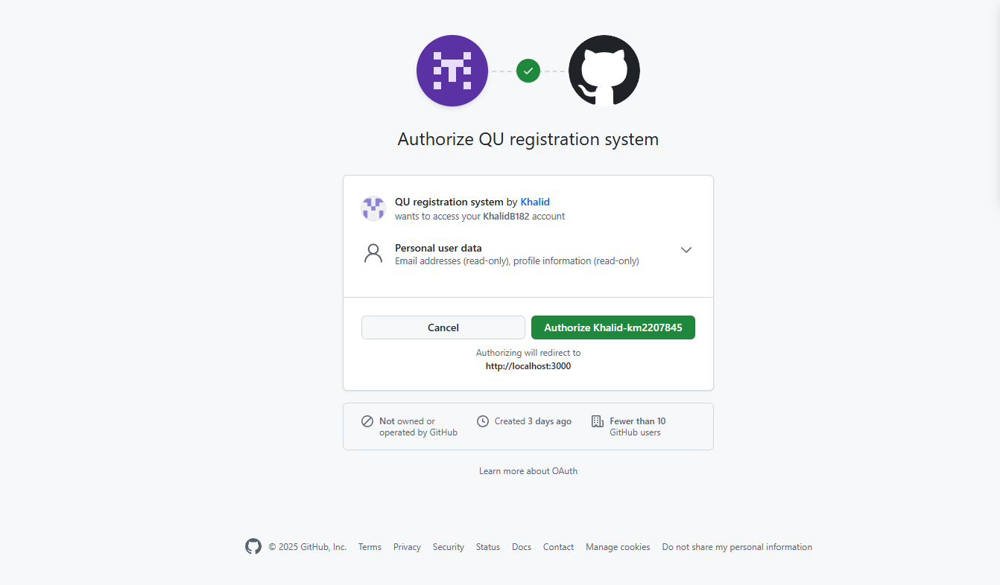 Authorize QU registration system
QU registration system by Khalid
wants to access your KhalidB182 account
Personal user data
Email addresses (read-only), profile information (read-only)
Cancel
Authorize Khalid-km2207845
Authorizing will redirect to
http://localhost:3000
Not owned or
operated by GitHub
Created 3 days ago
Fewer than 10
GitHub users
Learn more about OAuth
© 2025 GitHub, Inc. Terms Privacy Security Status Docs Contact Manage cookies Do not share my personal information